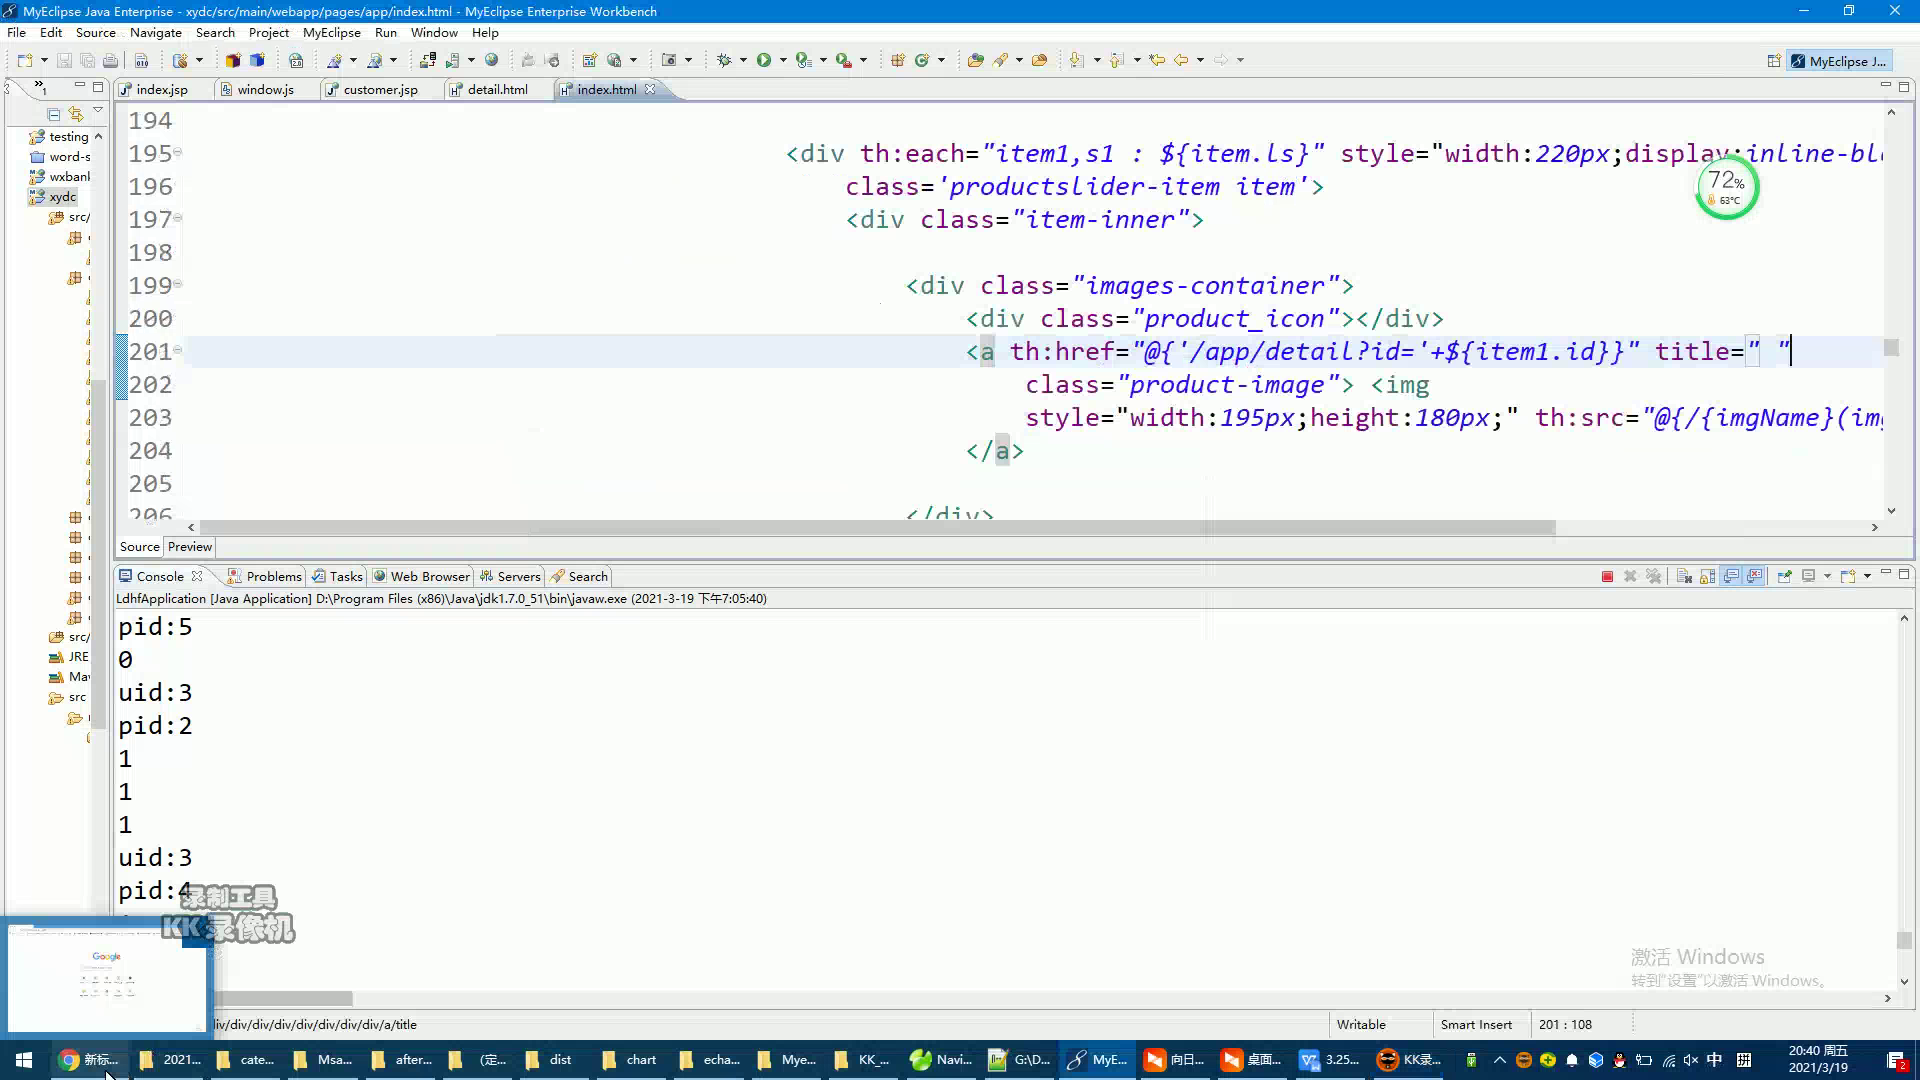 MyEclipse Java Enterprise - xydc/src/main/webapp/pages/app/index.html - MyEclipse Enterprise Workbench
File Edit Source Navigate Search Project MyEclipse Run Window Help
MyEclipse J...
index.jsp window.js customer.jsp detail.html index.html
testing
word-s
wxbank
xydc
src/
src/
JRE
Ma
src
194
195 <div th:each="item1,s1 : ${item.ls}" style="width:220px;display:inline-bl
196 class='productslider-item item'>
197 <div class="item-inner">
198
199 <div class="images-container">
200 <div class="product_icon"></div>
201 <a th:href="@{'/app/detail?id='+${item1.id}}" title=" "
202 class="product-image"> <img
203 style="width:195px;height:180px;" th:src="@{/{imgName}(img
204 </a>
205
206 </div>
72%
63°C
Source Preview
Console Problems Tasks Web Browser Servers Search
LdhfApplication [Java Application] D:\Program Files (x86)\Java\jdk1.7.0_51\bin\javaw.exe (2021-3-19 下午7:05:40)
pid:5
0
uid:3
pid:2
1
1
1
uid:3
pid:4
录制工具
KK 录像机
Google
激活 Windows
转到"设置"以激活 Windows。
div/div/div/div/div/div/div/a/title
Writable
Smart Insert
201 : 108
新标... 2021... cate... Msa... after... (定... dist chart echa... Mye... KK_... Navi... G:\D... MyE... 向日... 桌面... 3.25... KK录...
中
拼
20:40 周五
2021/3/19
2